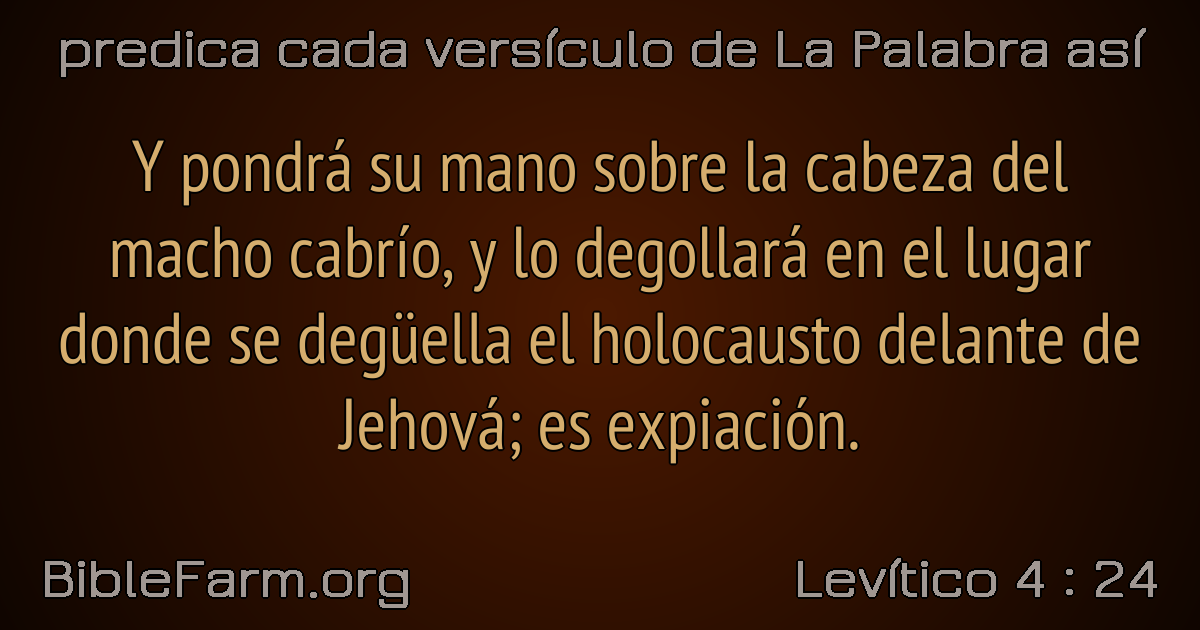 predica cada versículo de La Palabra así
Y pondrá su mano sobre la cabeza del
macho cabrío, y lo degollará en el lugar
donde se degüella el holocausto delante de
Jehová; es expiación.
BibleFarm.org
Levítico 4 : 24